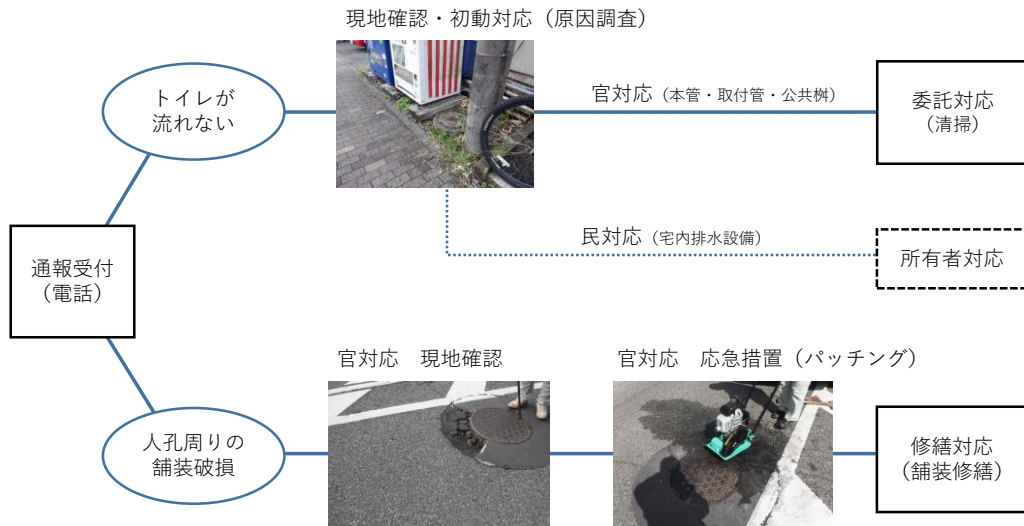 現地確認・初動対応（原因調査）
トイレが
流れない
官対応（本管・取付管・公共桝）
委託対応
（清掃）
民対応（宅内排水設備）
所有者対応
通報受付
（電話）
官対応　現地確認
官対応　応急措置（パッチング）
人孔周りの
舗装破損
修繕対応
（舗装修繕）